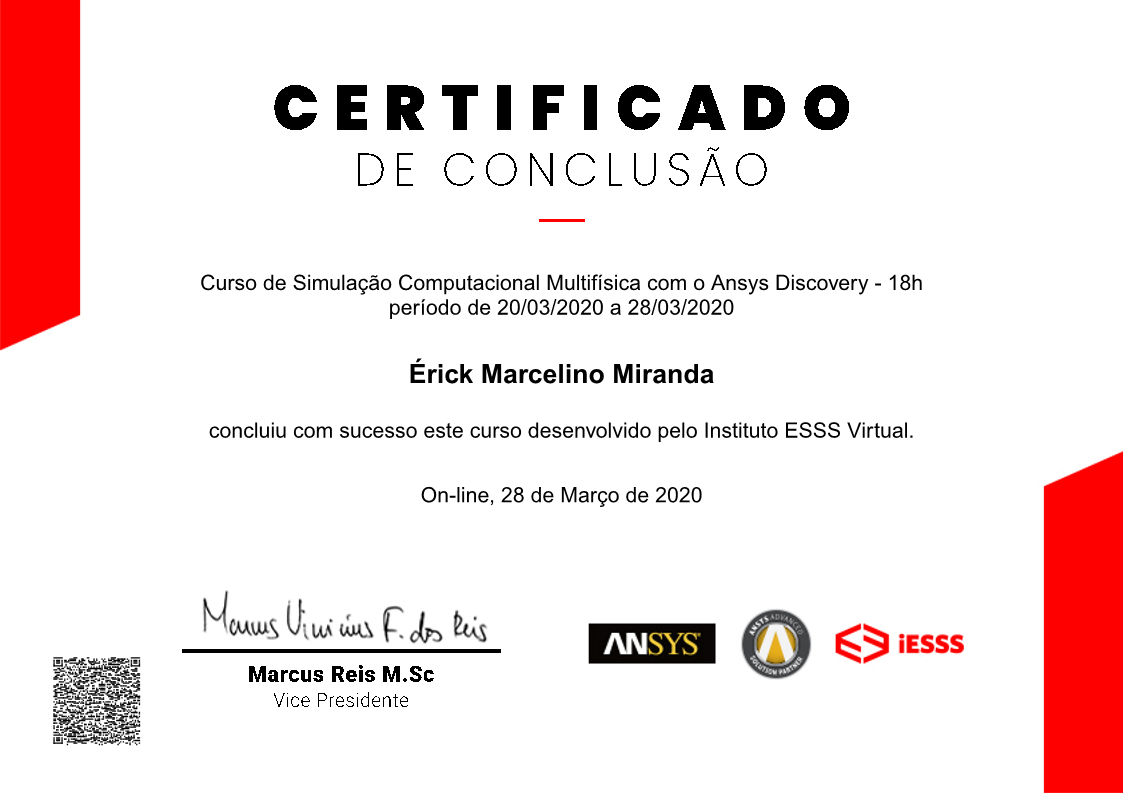 CERTIFICADO
DE CONCLUSÃO
Curso de Simulação Computacional Multifísica com o Ansys Discovery - 18h
período de 20/03/2020 a 28/03/2020
Érick Marcelino Miranda
concluiu com sucesso este curso desenvolvido pelo Instituto ESSS Virtual.
On-line, 28 de Março de 2020
Marcus Vinicius F. dos Reis
Marcus Reis M.Sc
Vice Presidente
ANSYS
ANSYS ADVANCED
SOLUTION PARTNER
iESSS